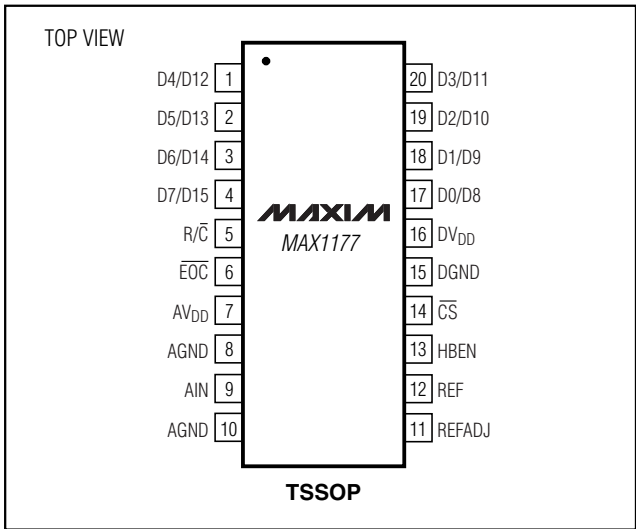 TOP VIEW
D4/D12 1
D5/D13 2
D6/D14 3
D7/D15 4
R/C̅ 5
E̅O̅C̅ 6
AVDD 7
AGND 8
AIN 9
AGND 10
MAXIM
MAX1177
20 D3/D11
19 D2/D10
18 D1/D9
17 D0/D8
16 DVDD
15 DGND
14 C̅S̅
13 HBEN
12 REF
11 REFADJ
TSSOP